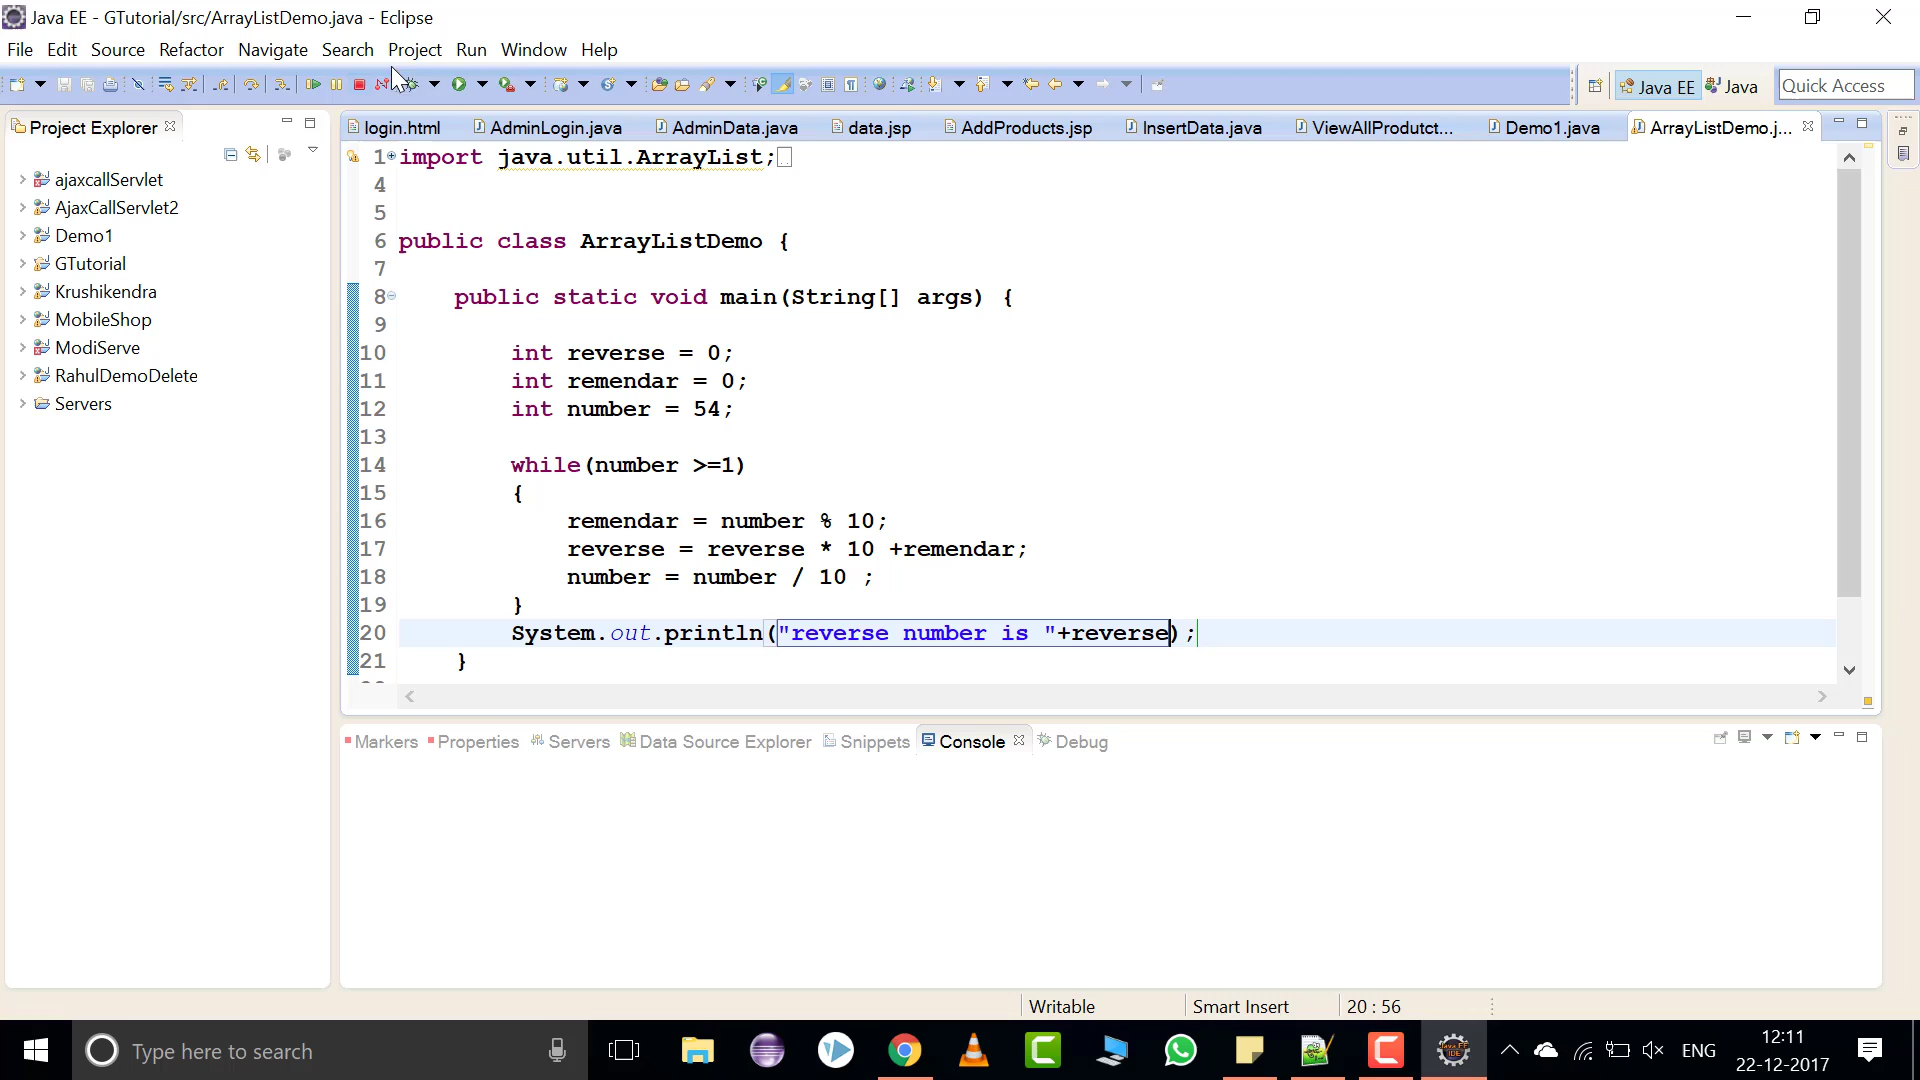 Java EE - GTutorial/src/ArrayListDemo.java - Eclipse
File Edit Source Refactor Navigate Search Project Run Window Help
Quick Access Java EE Java
Project Explorer
login.html AdminLogin.java AdminData.java data.jsp AddProducts.jsp InsertData.java ViewAllProdutct... Demo1.java ArrayListDemo.j...
ajaxcallServlet
AjaxCallServlet2
Demo1
GTutorial
Krushikendra
MobileShop
ModiServe
RahulDemoDelete
Servers
1 import java.util.ArrayList;
4
5
6 public class ArrayListDemo {
7
8 public static void main(String[] args) {
9
10 int reverse = 0;
11 int remendar = 0;
12 int number = 54;
13
14 while(number >=1)
15 {
16 remendar = number % 10;
17 reverse = reverse * 10 +remendar;
18 number = number / 10 ;
19 }
20 System.out.println("reverse number is "+reverse);
21 }
Markers Properties Servers Data Source Explorer Snippets Console Debug
Writable Smart Insert 20 : 56
Type here to search
ENG
12:11
22-12-2017